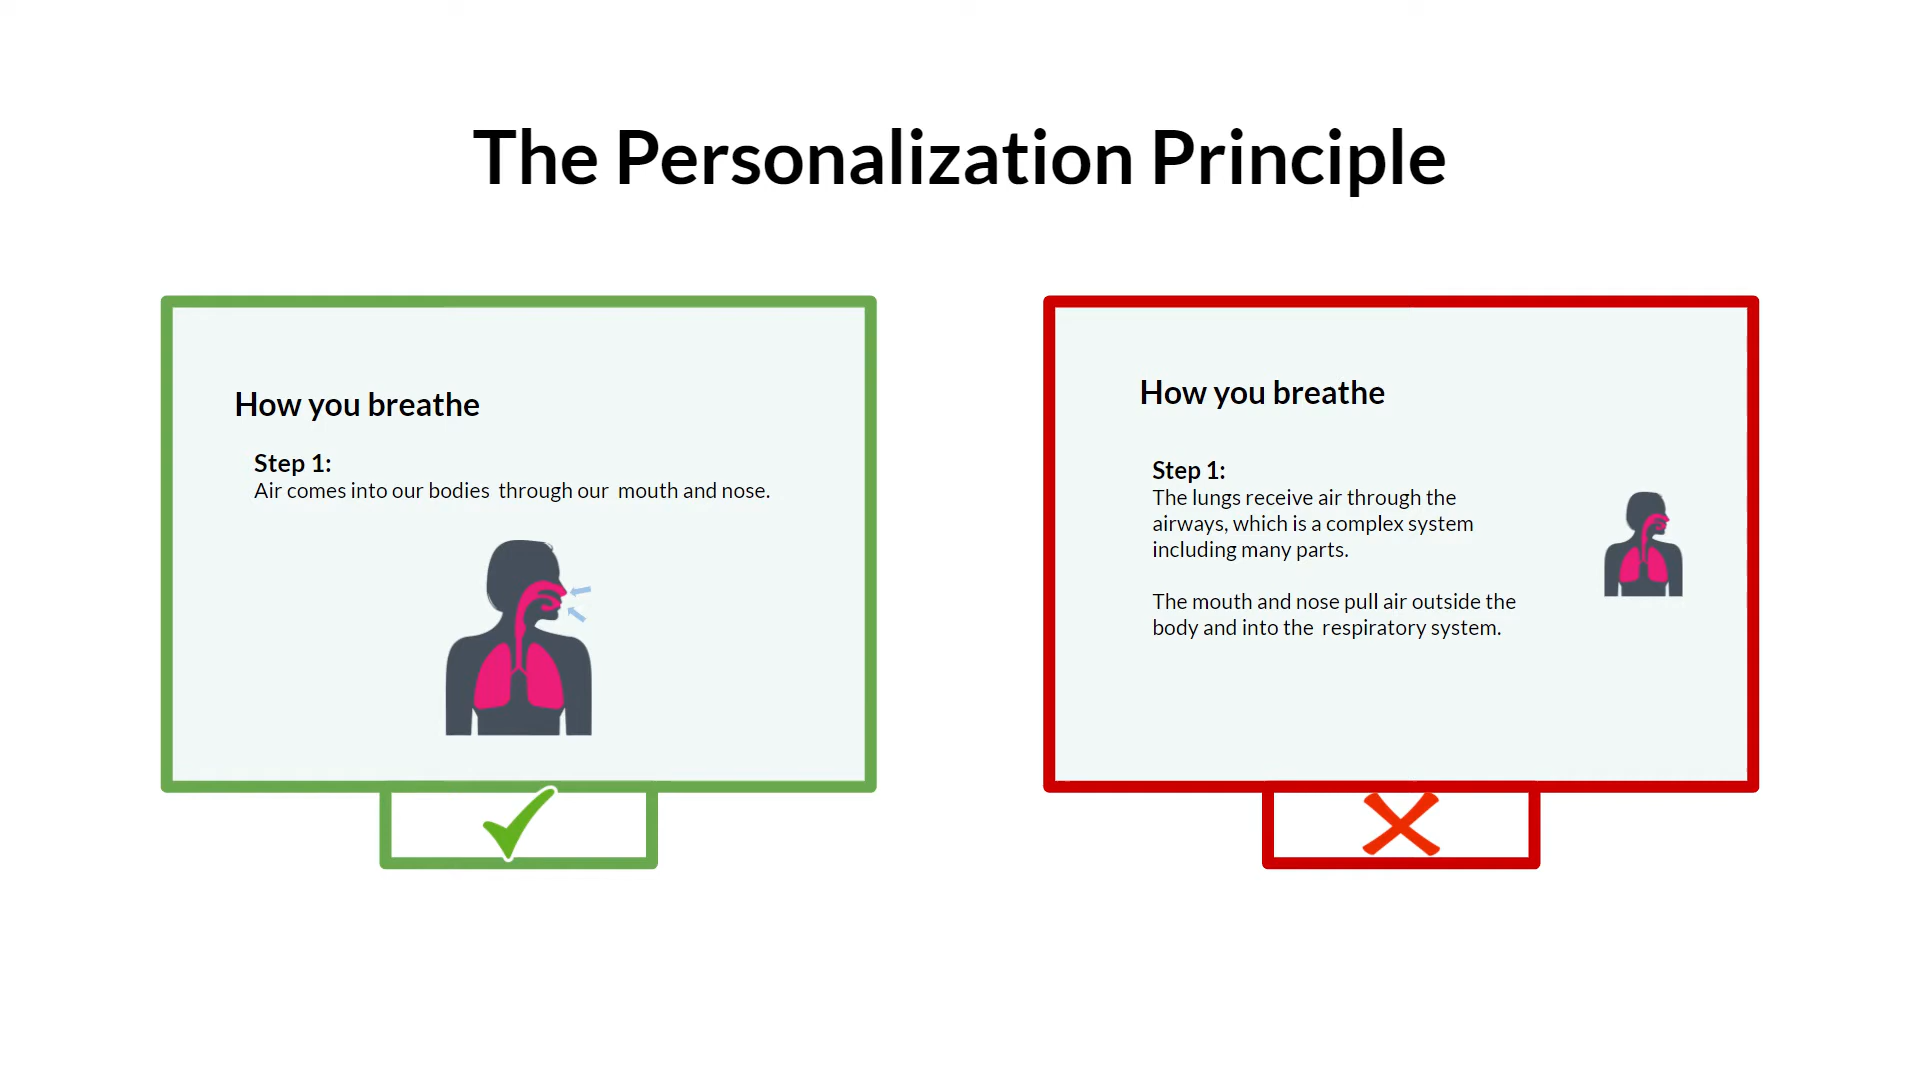 The Personalization Principle
How you breathe
Step 1:
Air comes into our bodies through our mouth and nose.
How you breathe
Step 1:
The lungs receive air through the
airways, which is a complex system
including many parts.
The mouth and nose pull air outside the
body and into the respiratory system.